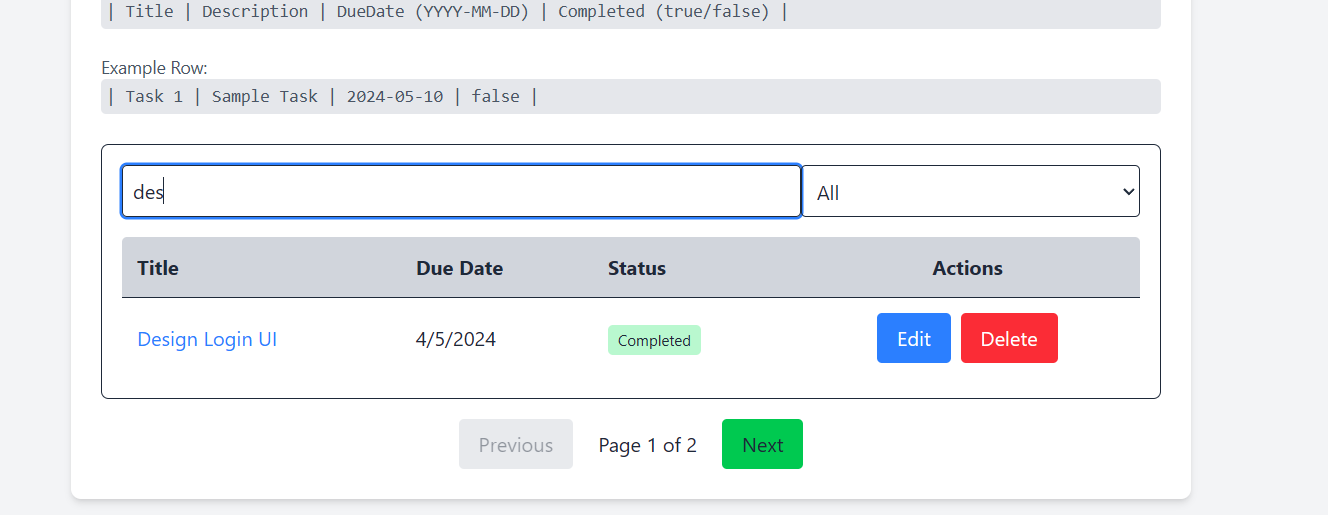 | Title | Description | DueDate (YYYY-MM-DD) | Completed (true/false) |
Example Row:
| Task 1 | Sample Task | 2024-05-10 | false |
des All
Title Due Date Status Actions
Design Login UI 4/5/2024 Completed Edit Delete
Previous Page 1 of 2 Next